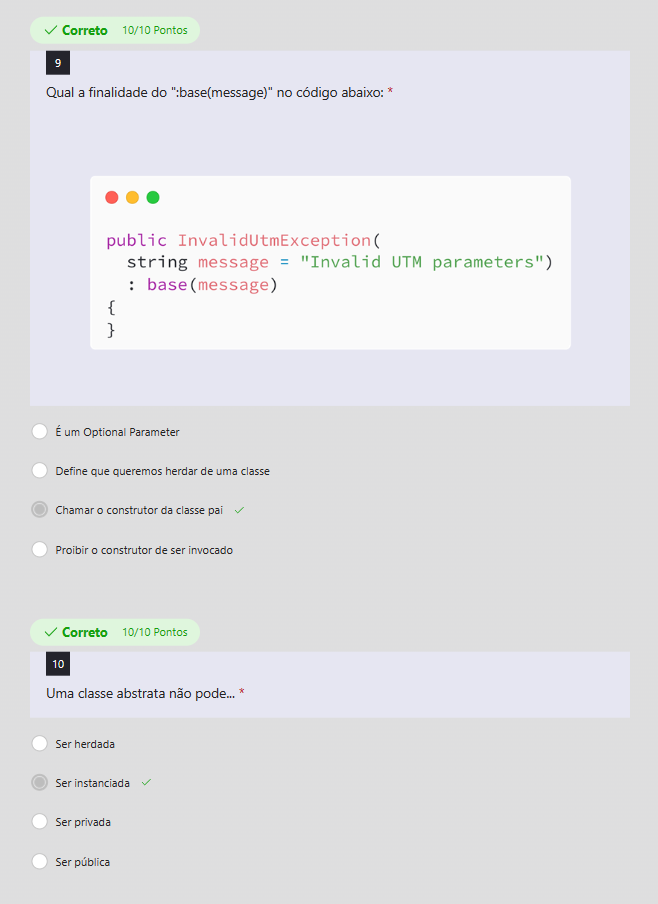 Correto 10/10 Pontos
9
Qual a finalidade do ":base(message)" no código abaixo: *
public InvalidUtmException(
string message = "Invalid UTM parameters")
: base(message)
{
}
É um Optional Parameter
Define que queremos herdar de uma classe
Chamar o construtor da classe pai
Proibir o construtor de ser invocado
Correto 10/10 Pontos
10
Uma classe abstrata não pode... *
Ser herdada
Ser instanciada
Ser privada
Ser pública